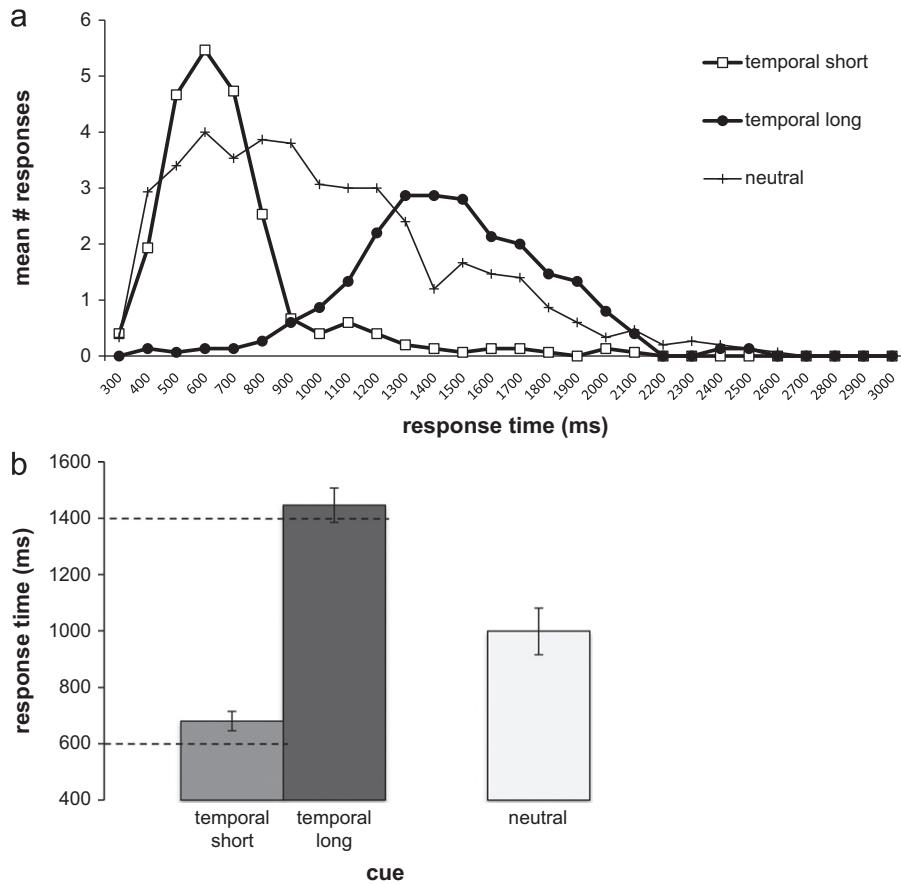 a
6
5
4
3
2
1
0
mean # responses
temporal short
temporal long
neutral
300 400 500 600 700 800 900 1000 1100 1200 1300 1400 1500 1600 1700 1800 1900 2000 2100 2200 2300 2400 2500 2600 2700 2800 2900 3000
response time (ms)
b
1600
1400
1200
1000
800
600
400
response time (ms)
temporal
short
temporal
long
neutral
cue